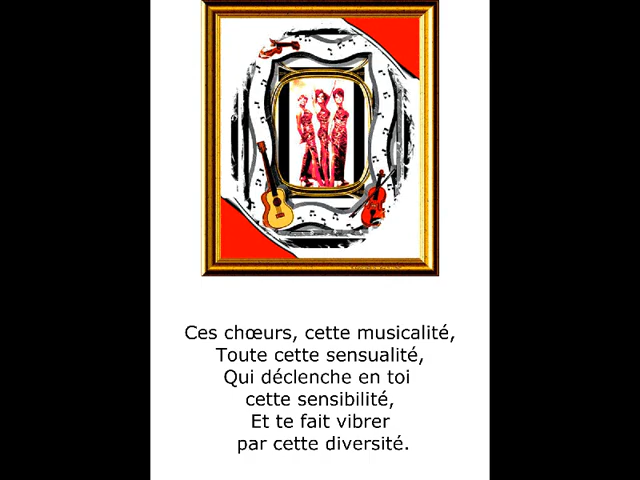 Ces chœurs, cette musicalité,
Toute cette sensualité,
Qui déclenche en toi
cette sensibilité,
Et te fait vibrer
par cette diversité.